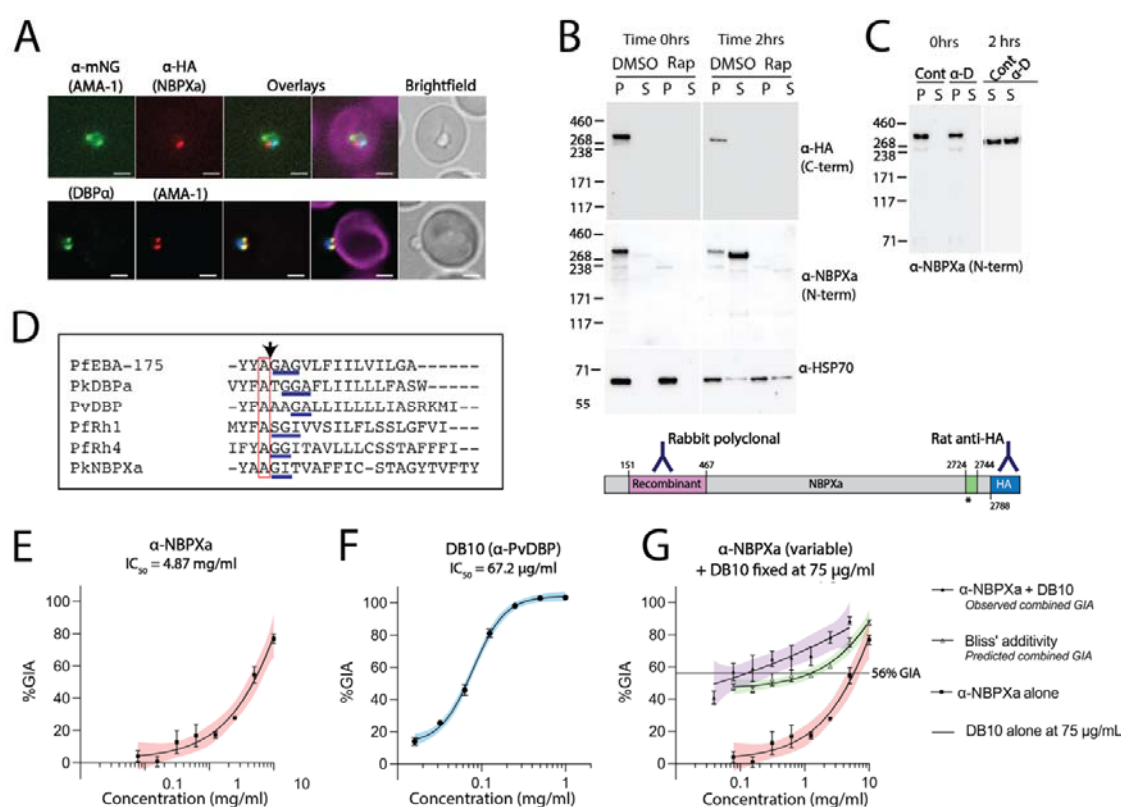 A
α-mNG α-HA
(AMA-1) (NBPXa) Overlays Brightfield
(DBPα) (AMA-1)
B
Time 0hrs Time 2hrs
DMSO Rap DMSO Rap
P S P S P S P S
460
268
238
171
117
α-HA
(C-term)
460
268
238
171
117
α-NBPXa
(N-term)
71
55
α-HSP70
Rabbit polyclonal Rat anti-HA
151 467 2724 2744
Recombinant NBPXa HA
* 2788
C
0hrs 2 hrs
Cont α-D Cont α-D
P S P S S S
460
268
238
171
117
71
α-NBPXa (N-term)
D
PfEBA-175 -YYAGAGVLFIILVILGA------
PkDBPa VYFATGGAFLIILLLFASW-----
PvDBP -YFAAAGALLILLLLIASRKMI---
PfRh1 MYFASGIVVSILFLSSLGFVI----
PfRh4 IFYAGGITAVLLLCSSTAFFFI---
PkNBPXa -YAAGITVAFFIC-STAGYTVFTY
E
α-NBPXa
IC50 = 4.87 mg/ml
%GIA
100
80
60
40
20
0
0.1 1 10
Concentration (mg/ml)
F
DB10 (α-PvDBP)
IC50 = 67.2 µg/ml
%GIA
100
80
60
40
20
0
0.1 1
Concentration (mg/ml)
G
α-NBPXa (variable)
+ DB10 fixed at 75 µg/ml
%GIA
100
80
60
40
20
0
56% GIA
0.1 1 10
Concentration (mg/ml)
α-NBPXa + DB10
Observed combined GIA
Bliss' additivity
Predicted combined GIA
α-NBPXa alone
DB10 alone at 75 µg/mL